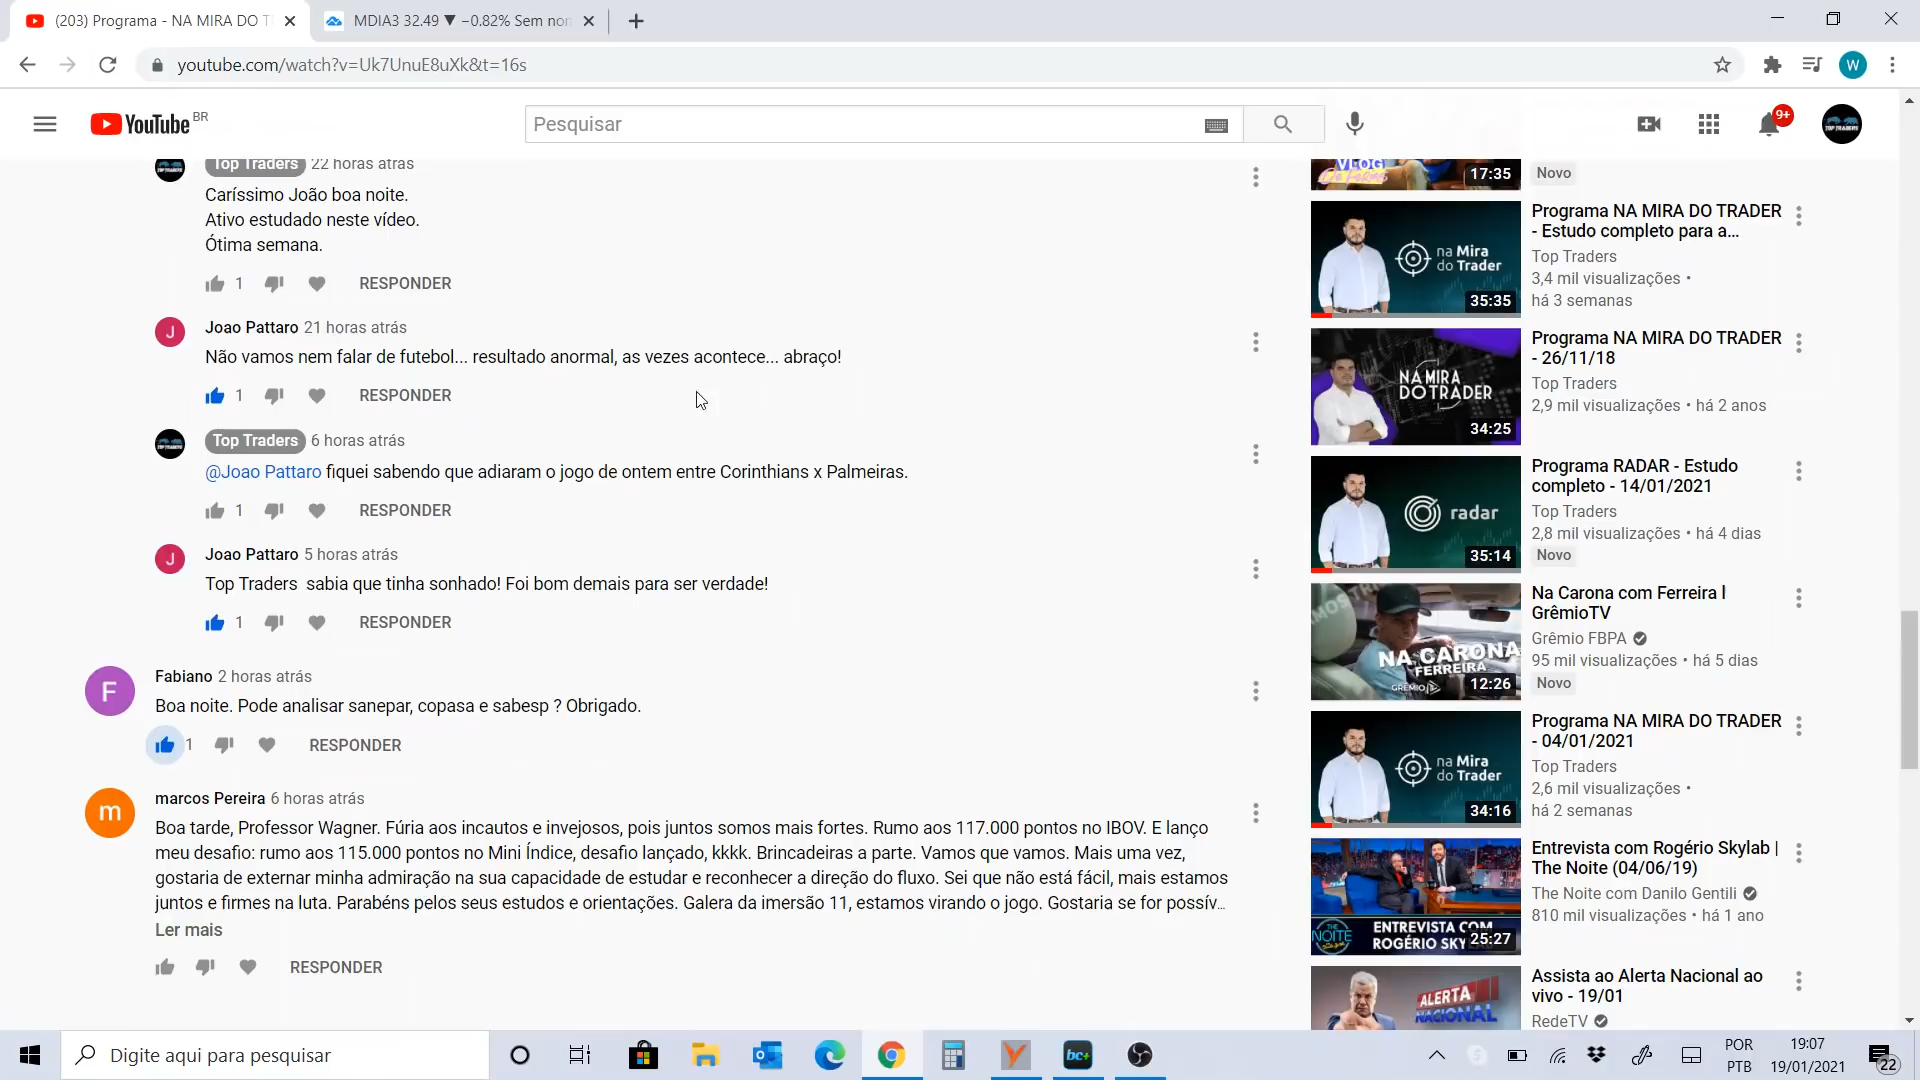 (203) Programa - NA MIRA DO T
MDIA3 32.49 ▼ −0.82% Sem nom
youtube.com/watch?v=Uk7UnuE8uXk&t=16s
W
YouTube BR
Pesquisar
9+
TOP TRADERS
Top Traders 22 horas atrás
Caríssimo João boa noite.
Ativo estudado neste vídeo.
Ótima semana.
1 RESPONDER
J
Joao Pattaro 21 horas atrás
Não vamos nem falar de futebol... resultado anormal, as vezes acontece... abraço!
1 RESPONDER
Top Traders 6 horas atrás
@Joao Pattaro fiquei sabendo que adiaram o jogo de ontem entre Corinthians x Palmeiras.
1 RESPONDER
J
Joao Pattaro 5 horas atrás
Top Traders sabia que tinha sonhado! Foi bom demais para ser verdade!
1 RESPONDER
F
Fabiano 2 horas atrás
Boa noite. Pode analisar sanepar, copasa e sabesp ? Obrigado.
1 RESPONDER
m
marcos Pereira 6 horas atrás
Boa tarde, Professor Wagner. Fúria aos incautos e invejosos, pois juntos somos mais fortes. Rumo aos 117.000 pontos no IBOV. E lanço
meu desafio: rumo aos 115.000 pontos no Mini Índice, desafio lançado, kkkk. Brincadeiras a parte. Vamos que vamos. Mais uma vez,
gostaria de externar minha admiração na sua capacidade de estudar e reconhecer a direção do fluxo. Sei que não está fácil, mais estamos
juntos e firmes na luta. Parabéns pelos seus estudos e orientações. Galera da imersão 11, estamos virando o jogo. Gostaria se for possív…
Ler mais
RESPONDER
VLOG
17:35
Novo
na Mira
do Trader
35:35
Programa NA MIRA DO TRADER
- Estudo completo para a...
Top Traders
3,4 mil visualizações •
há 3 semanas
NA MIRA
DO TRADER
34:25
Programa NA MIRA DO TRADER
- 26/11/18
Top Traders
2,9 mil visualizações • há 2 anos
radar
35:14
Programa RADAR - Estudo
completo - 14/01/2021
Top Traders
2,8 mil visualizações • há 4 dias
Novo
NA CARONA
FERREIRA
GRÊMIO
12:26
Na Carona com Ferreira l
GrêmioTV
Grêmio FBPA
95 mil visualizações • há 5 dias
Novo
na Mira
do Trader
34:16
Programa NA MIRA DO TRADER
- 04/01/2021
Top Traders
2,6 mil visualizações •
há 2 semanas
THE NOITE
ENTREVISTA COM
ROGÉRIO SKYL
25:27
Entrevista com Rogério Skylab |
The Noite (04/06/19)
The Noite com Danilo Gentili
810 mil visualizações • há 1 ano
ALERTA
NACIONAL
Assista ao Alerta Nacional ao
vivo - 19/01
RedeTV
Digite aqui para pesquisar
bc+
POR
PTB
19:07
19/01/2021
22